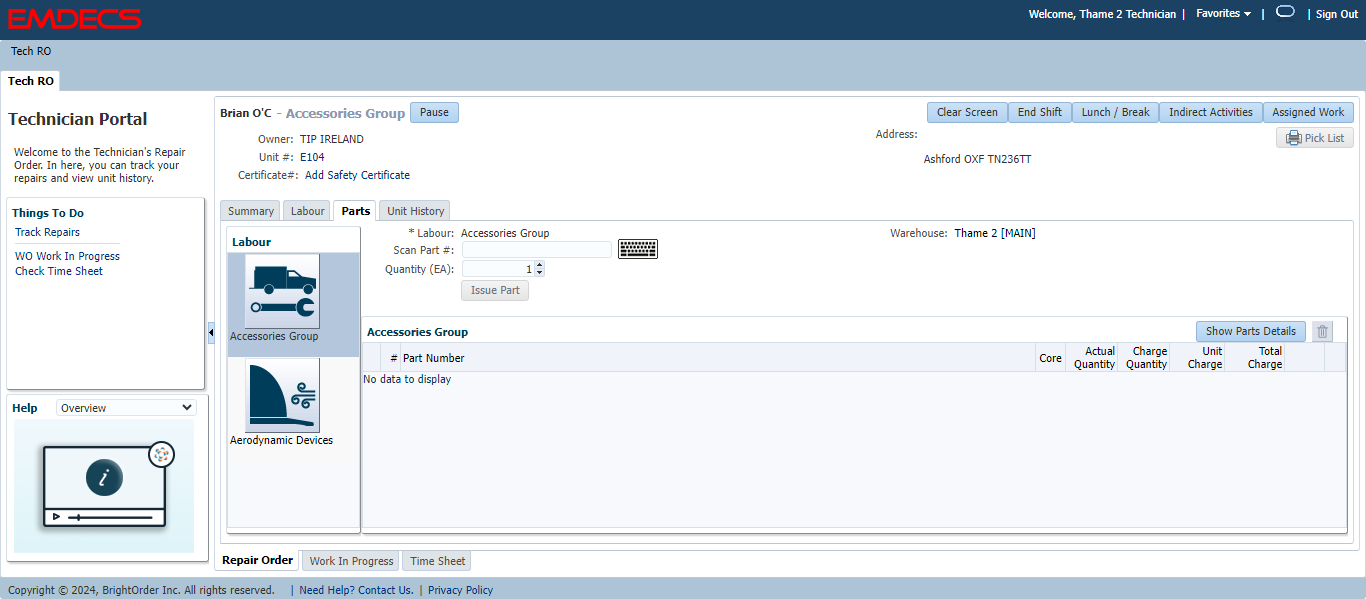 EMDECS
Welcome, Thame 2 Technician | Favorites | | Sign Out
Tech RO
Tech RO
Technician Portal
Welcome to the Technician's Repair
Order. In here, you can track your
repairs and view unit history.
Things To Do
Track Repairs
WO Work In Progress
Check Time Sheet
Help Overview
i
Brian O'C - Accessories Group Pause
Clear Screen End Shift Lunch / Break Indirect Activities Assigned Work
Owner: TIP IRELAND
Unit #: E104
Certificate#: Add Safety Certificate
Address:
Ashford OXF TN236TT
Pick List
Summary Labour Parts Unit History
Labour
Accessories Group
Aerodynamic Devices
* Labour: Accessories Group
Scan Part #:
Quantity (EA): 1
Issue Part
Warehouse: Thame 2 [MAIN]
Accessories Group Show Parts Details
# Part Number Core Actual Quantity Charge Quantity Unit Charge Total Charge
No data to display
Repair Order Work In Progress Time Sheet
Copyright © 2024, BrightOrder Inc. All rights reserved. | Need Help? Contact Us. | Privacy Policy